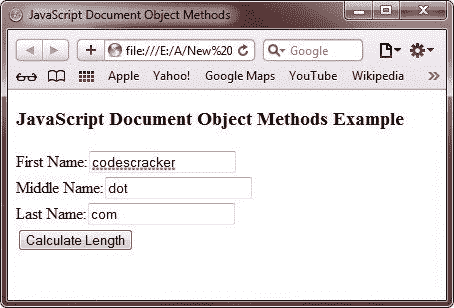 JavaScript Document Object Methods
file:///E:/A/New%20
Google
Apple Yahoo! Google Maps YouTube Wikipedia
JavaScript Document Object Methods Example
First Name: codescracker
Middle Name: dot
Last Name: com
Calculate Length